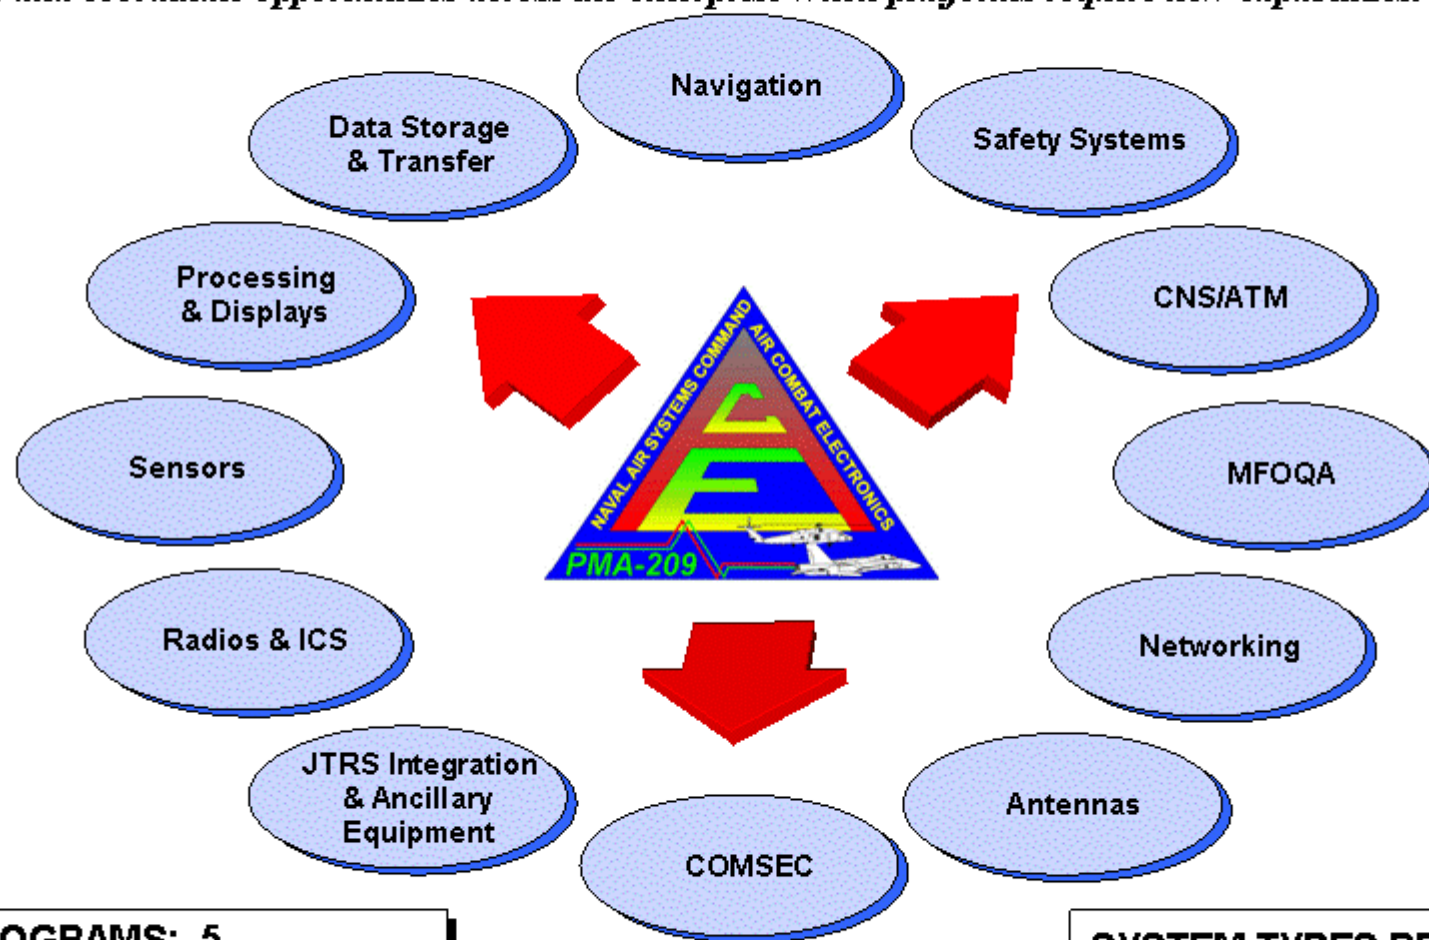 Navigation
Data Storage
& Transfer
Safety Systems
Processing
& Displays
CNS/ATM
NAVAL AIR SYSTEMS COMMAND
AIR COMBAT ELECTRONICS
Sensors
MFOQA
PMA-209
Radios & ICS
Networking
JTRS Integration
& Ancillary
Equipment
Antennas
COMSEC